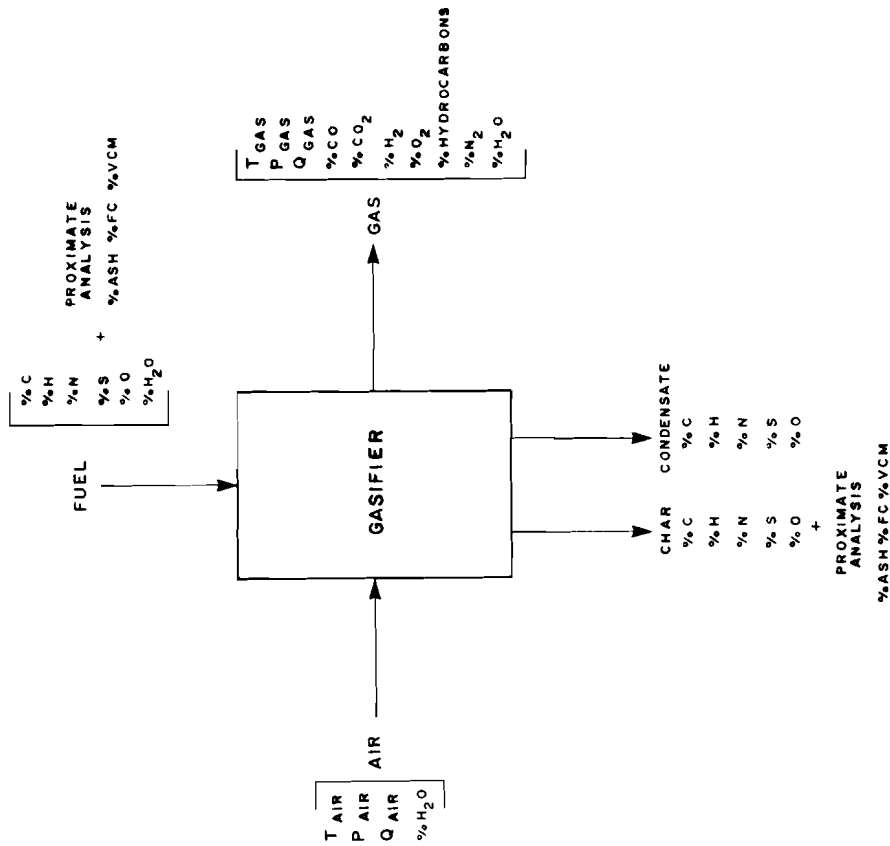 %C
%H
%N
%S
%O
%H2O
+
PROXIMATE
ANALYSIS
%ASH %FC %VCM
FUEL
GASIFIER
T AIR
P AIR
Q AIR
%H2O
AIR
GAS
T GAS
P GAS
Q GAS
%CO
%CO2
%H2
%O2
%HYDROCARBONS
%N2
%H2O
CHAR
%C
%H
%N
%S
%O
+
PROXIMATE
ANALYSIS
%ASH %FC %VCM
CONDENSATE
%C
%H
%N
%S
%O